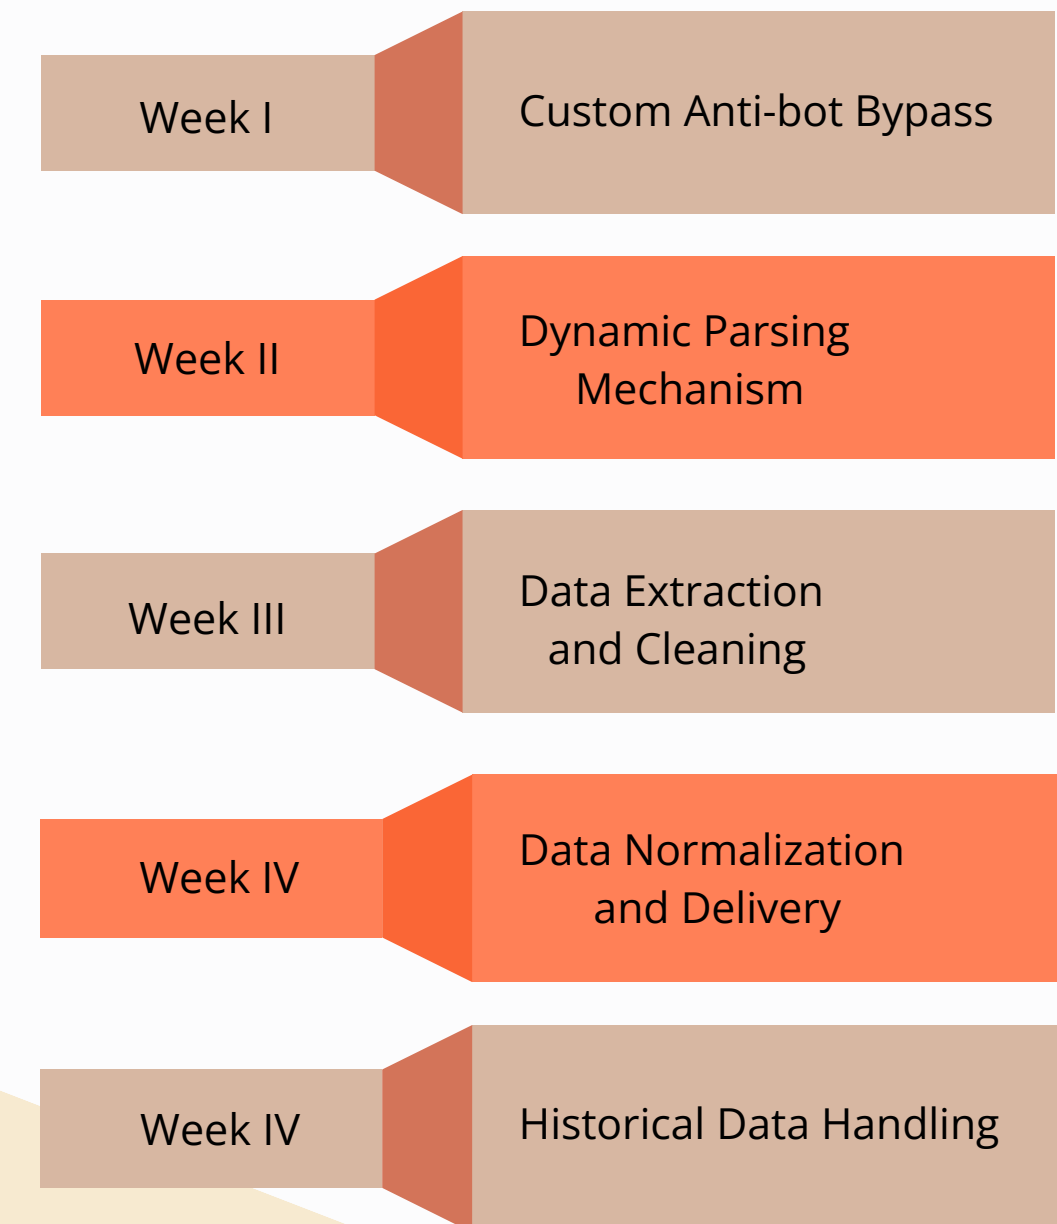 Week I
Custom Anti-bot Bypass
Week II
Dynamic Parsing
Mechanism
Week III
Data Extraction
and Cleaning
Week IV
Data Normalization
and Delivery
Week IV
Historical Data Handling